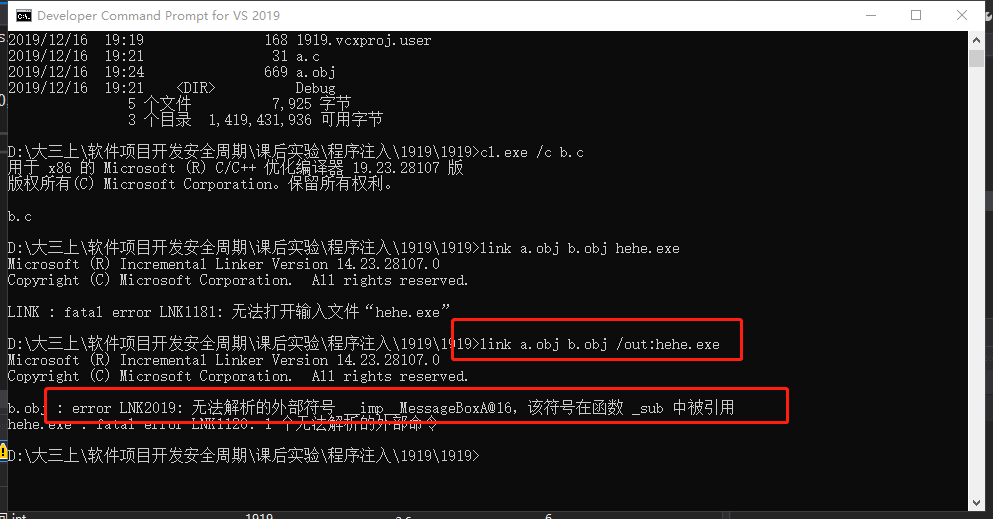 Developer Command Prompt for VS 2019
2019/12/16  19:19               168 1919.vcxproj.user
2019/12/16  19:21                31 a.c
2019/12/16  19:24               669 a.obj
2019/12/16  19:21    <DIR>          Debug
5 个文件          7,925 字节
3 个目录  1,419,431,936 可用字节
D:\大三上\软件项目开发安全周期\课后实验\程序注入\1919\1919>cl.exe /c b.c
用于 x86 的 Microsoft (R) C/C++ 优化编译器 19.23.28107 版
版权所有(C) Microsoft Corporation。保留所有权利。
b.c
D:\大三上\软件项目开发安全周期\课后实验\程序注入\1919\1919>link a.obj b.obj hehe.exe
Microsoft (R) Incremental Linker Version 14.23.28107.0
Copyright (C) Microsoft Corporation.  All rights reserved.
LINK : fatal error LNK1181: 无法打开输入文件“hehe.exe”
D:\大三上\软件项目开发安全周期\课后实验\程序注入\1919\1919>link a.obj b.obj /out:hehe.exe
Microsoft (R) Incremental Linker Version 14.23.28107.0
Copyright (C) Microsoft Corporation.  All rights reserved.
b.obj : error LNK2019: 无法解析的外部符号 __imp__MessageBoxA@16，该符号在函数 _sub 中被引用
hehe.exe : fatal error LNK1120: 1 个无法解析的外部命令
D:\大三上\软件项目开发安全周期\课后实验\程序注入\1919\1919>